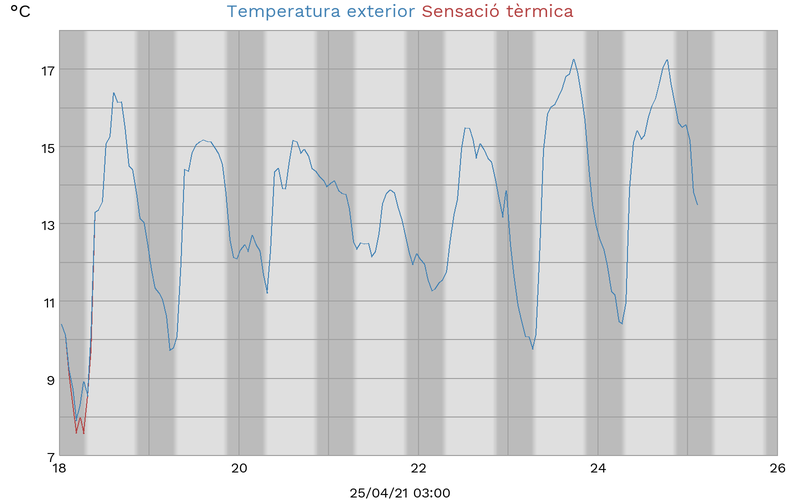 °C
Temperatura exterior Sensació tèrmica
17
15
13
11
9
7
18 20 22 24 26
25/04/21 03:00